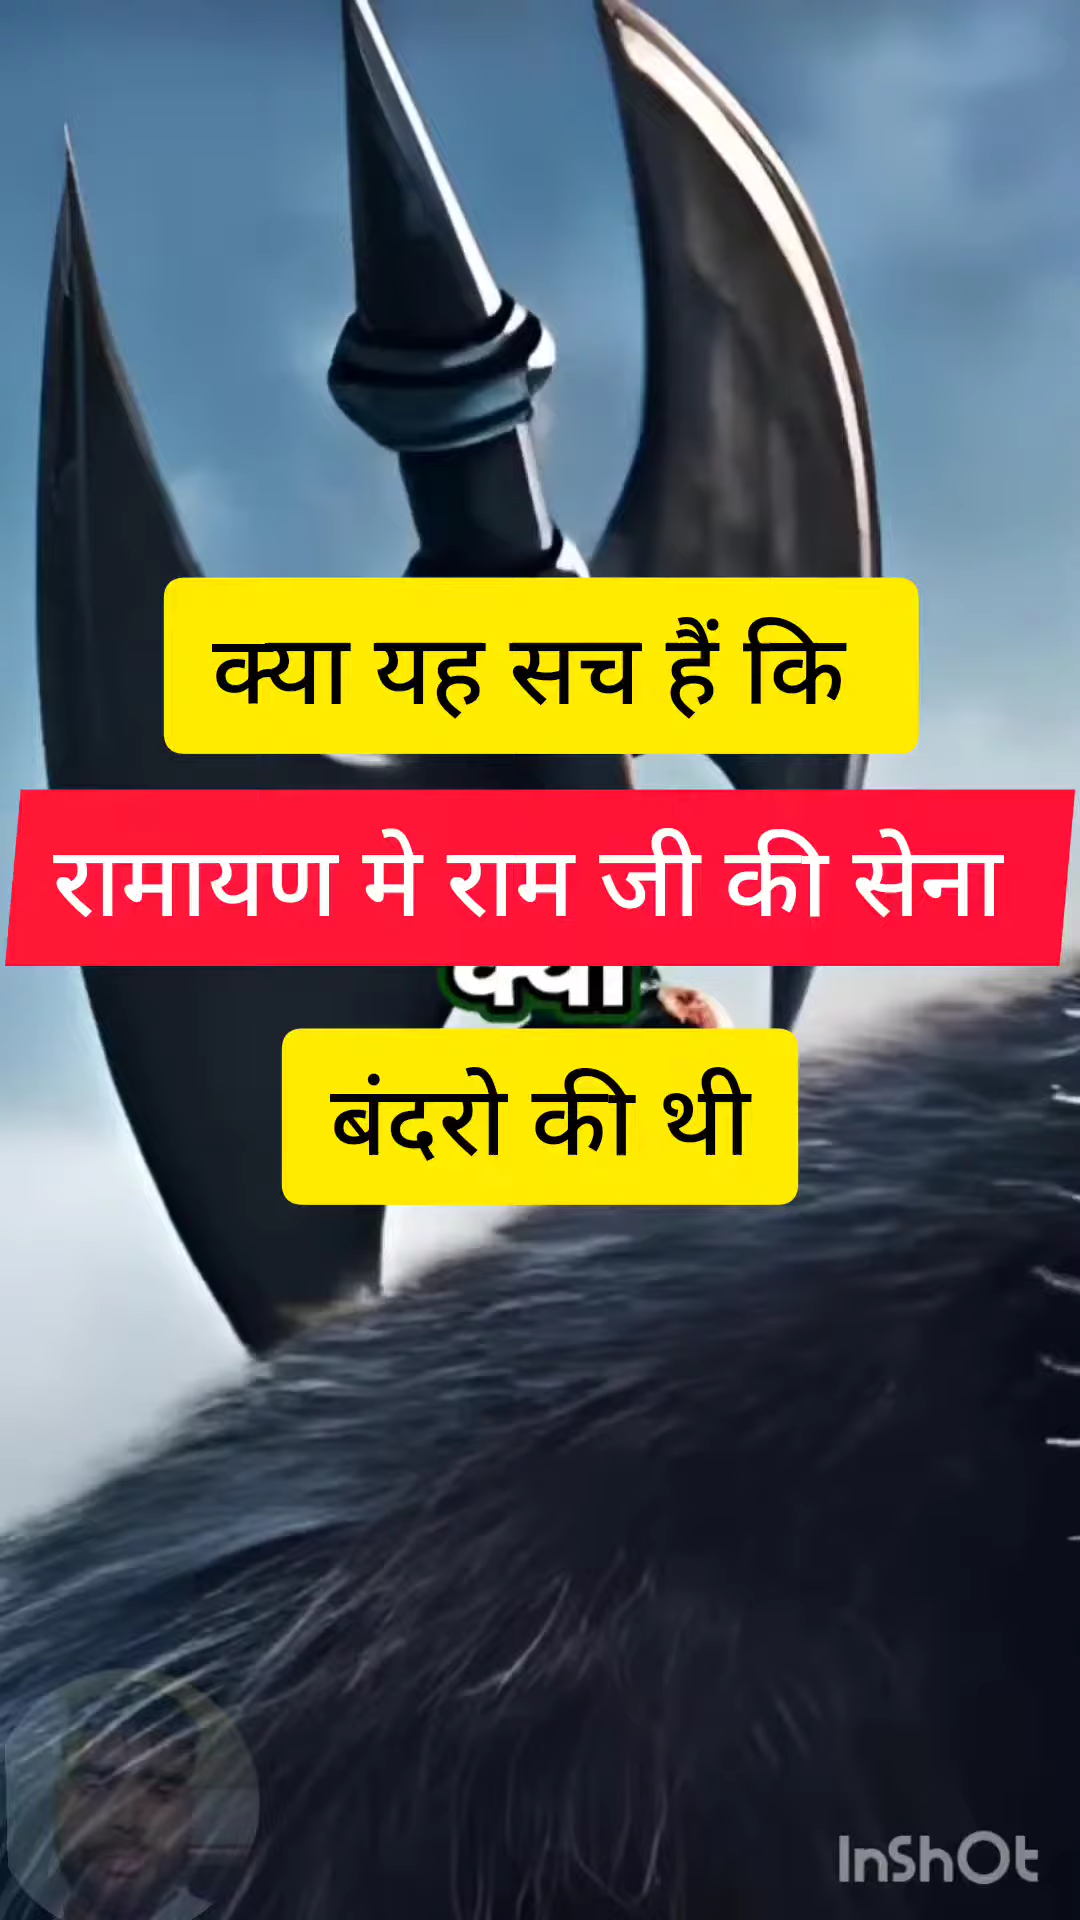 क्या यह सच हैं कि
रामायण मे राम जी की सेना
क्या
बंदरो की थी
InShOt